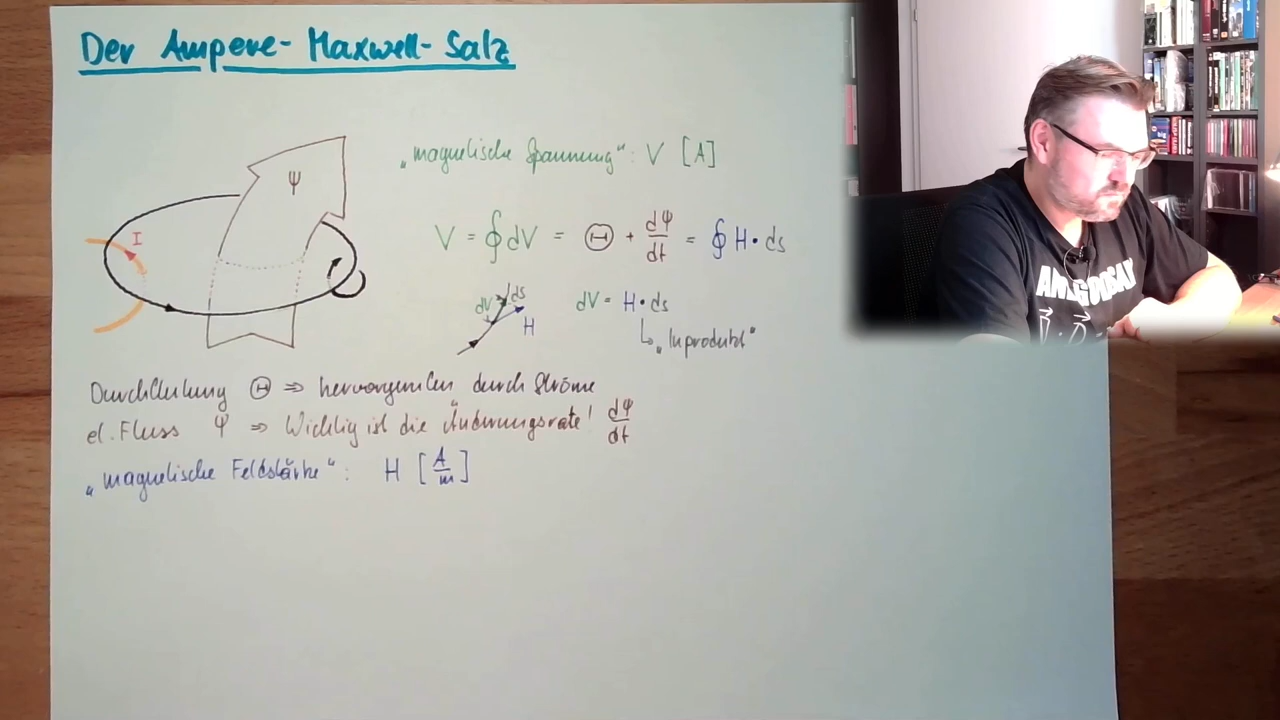 Der Ampere-Maxwell-Satz
Ψ
I
„magnetische Spannung“: V [A]
V = ∮dV = Θ + dΨ/dt = ∮H•ds
dV
ds
H
dV = H•ds
↳ „Inprodukt“
Durchflutung Θ ⇒ hervorgerufen durch Ströme
el. Fluss Ψ ⇒ Wichtig ist die Änderungsrate! dΨ/dt
„magnetische Feldstärke“: H [A/m]